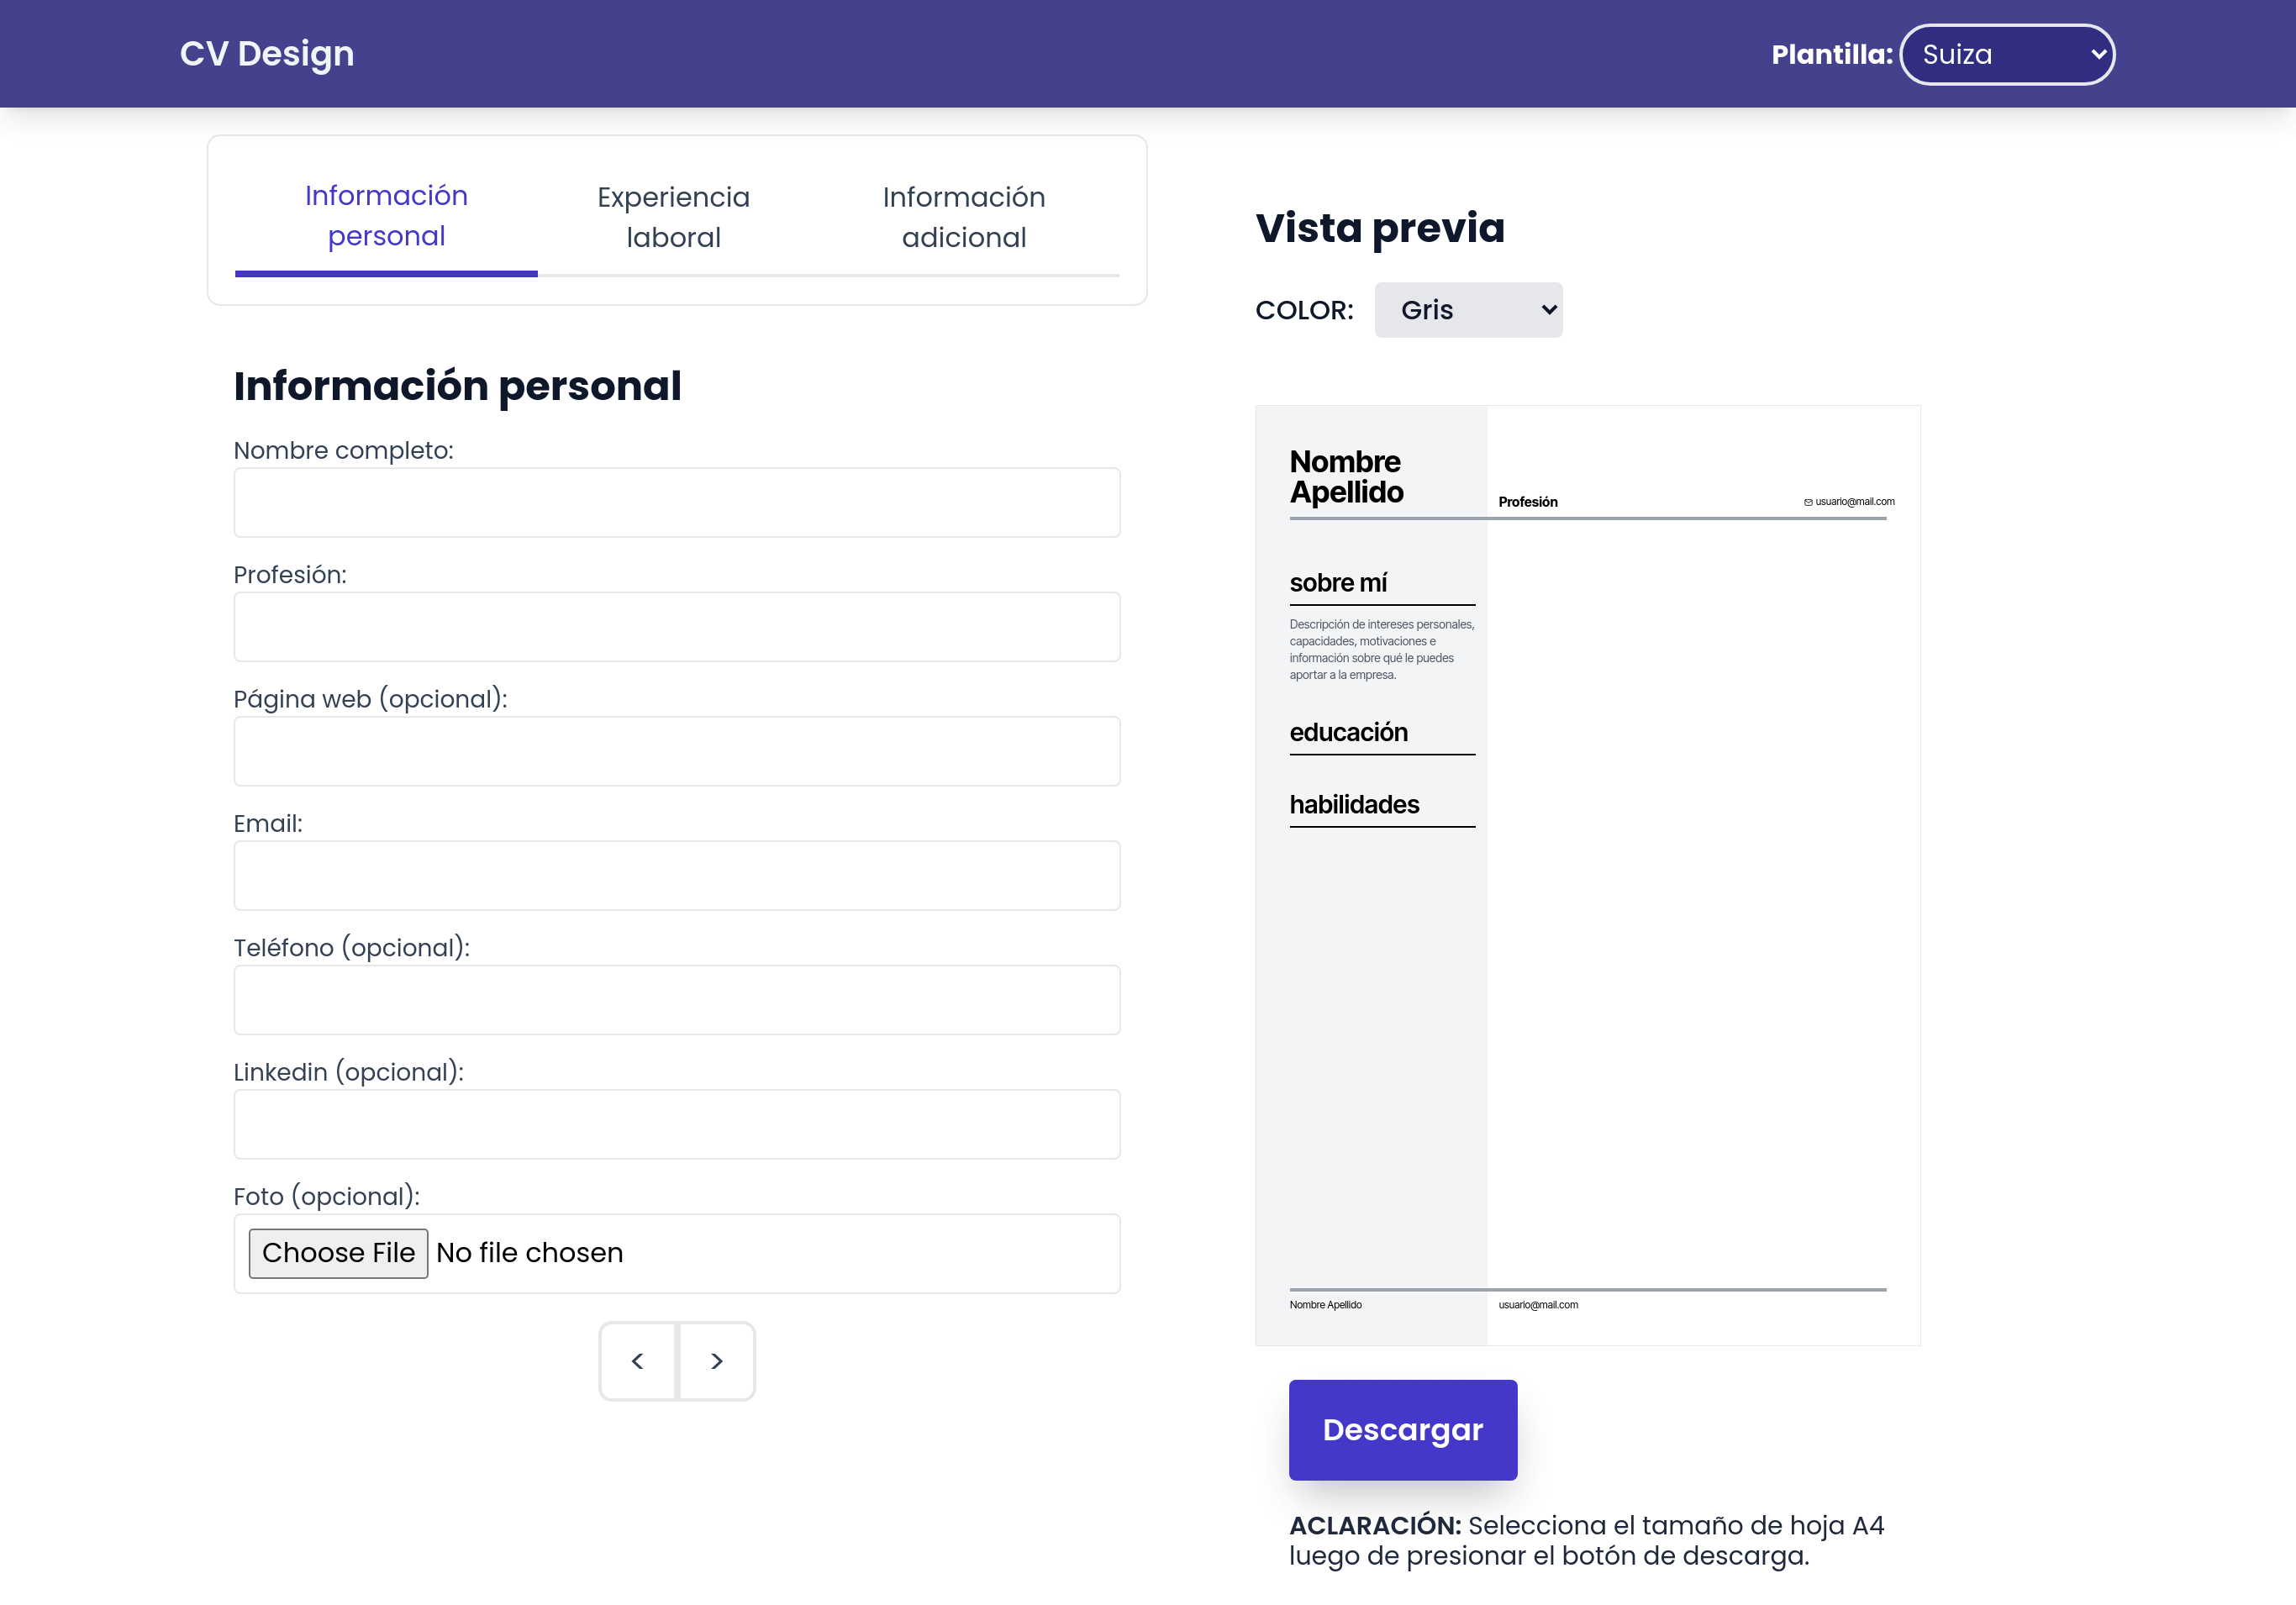 CV Design
Plantilla: Suiza
Información personal
Experiencia laboral
Información adicional
Información personal
Nombre completo:
Profesión:
Página web (opcional):
Email:
Teléfono (opcional):
Linkedin (opcional):
Foto (opcional):
Choose File No file chosen
<
>
Vista previa
COLOR: Gris
Nombre
Apellido
Profesión
usuario@mail.com
sobre mí
Descripción de intereses personales,
capacidades, motivaciones e
información sobre qué le puedes
aportar a la empresa.
educación
habilidades
Nombre Apellido
usuario@mail.com
Descargar
ACLARACIÓN: Selecciona el tamaño de hoja A4
luego de presionar el botón de descarga.